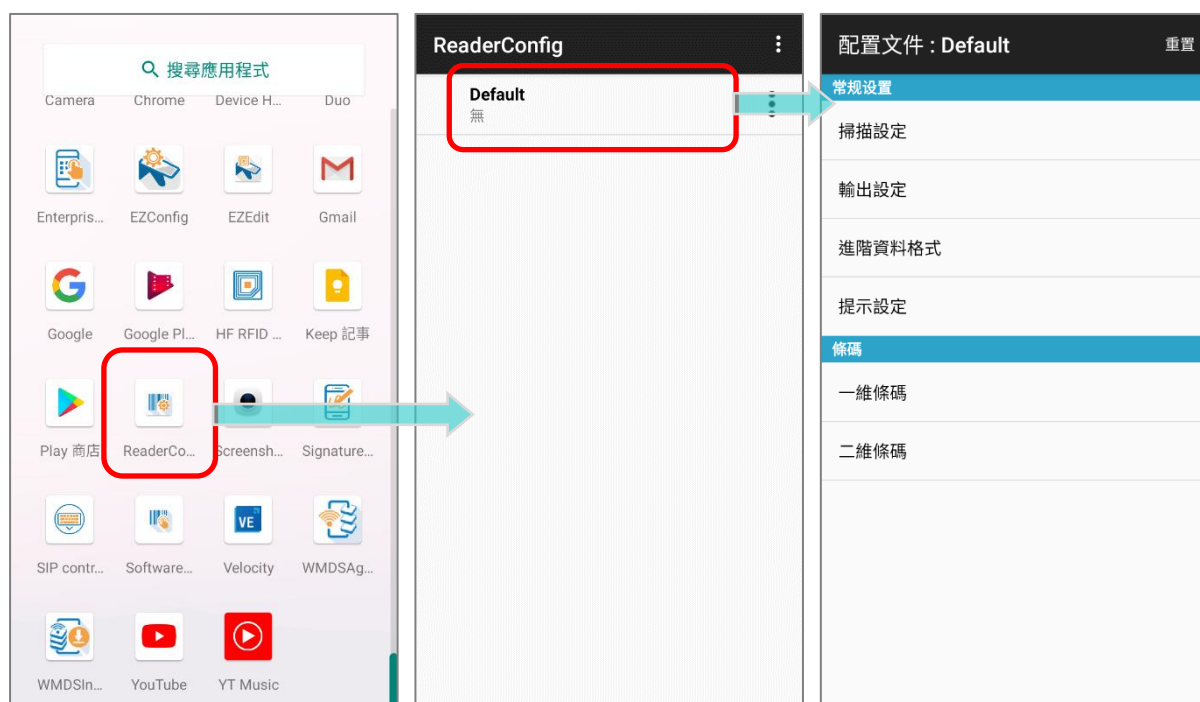 搜尋應用程式
Camera Chrome Device H... Duo
Enterpris... EZConfig EZEdit Gmail
Google Google Pl... HF RFID ... Keep 記事
Play 商店 ReaderCo... Screensh... Signature...
VE
SIP contr... Software... Velocity WMDSAg...
WMDSIn... YouTube YT Music
ReaderConfig
Default
無
配置文件 : Default 重置
常规设置
掃描設定
輸出設定
進階資料格式
提示設定
條碼
一維條碼
二維條碼